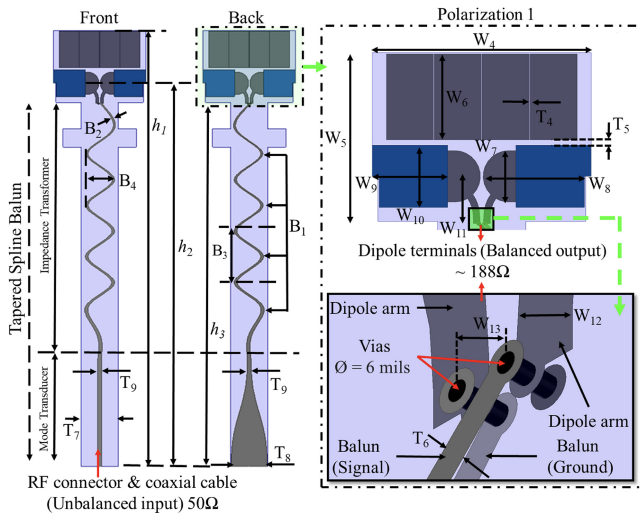 Front
Back
Polarization 1
B₂
h₁
B₄
h₂
B₁
B₃
h₃
T₉
T₉
T₇
T₈
Tapered Spline Balun
Impedance Transformer
Mode Transducer
RF connector & coaxial cable
(Unbalanced input) 50Ω
W₄
W₆
T₄
T₅
W₅
W₇
W₉
W₈
W₁₀
W₁₁
Dipole terminals (Balanced output)
~ 188Ω
Dipole arm
W₁₃
W₁₂
Vias
Ø = 6 mils
Dipole arm
T₆
Balun
(Signal)
Balun
(Ground)